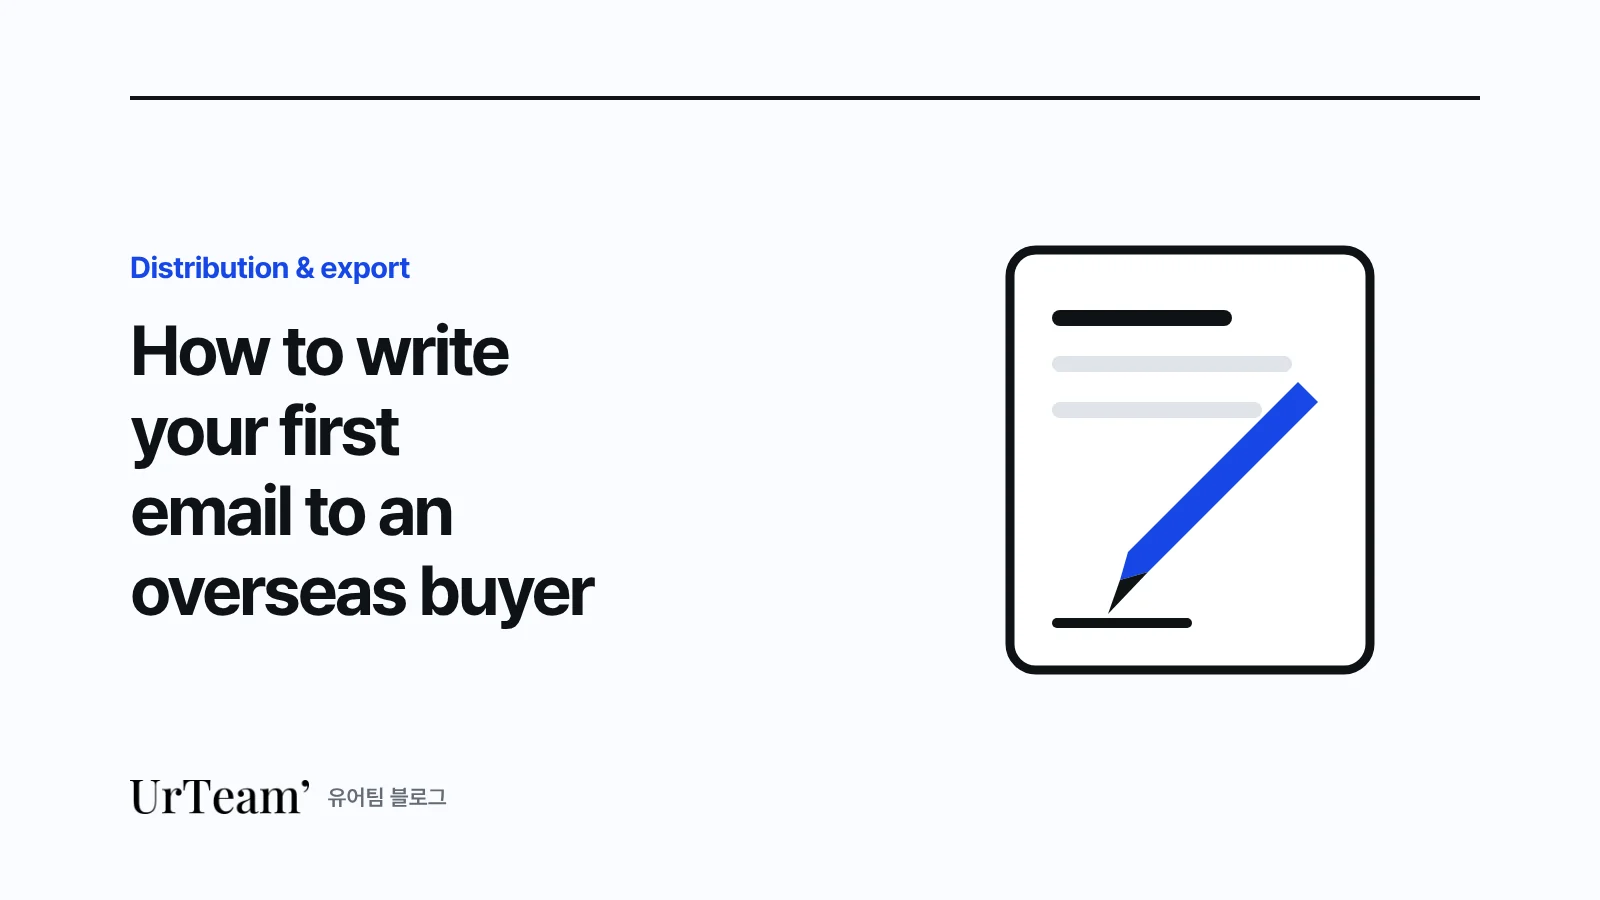 Distribution & export
How to write
your first
email to an
overseas buyer
UrTeam’ 유어팀 블로그